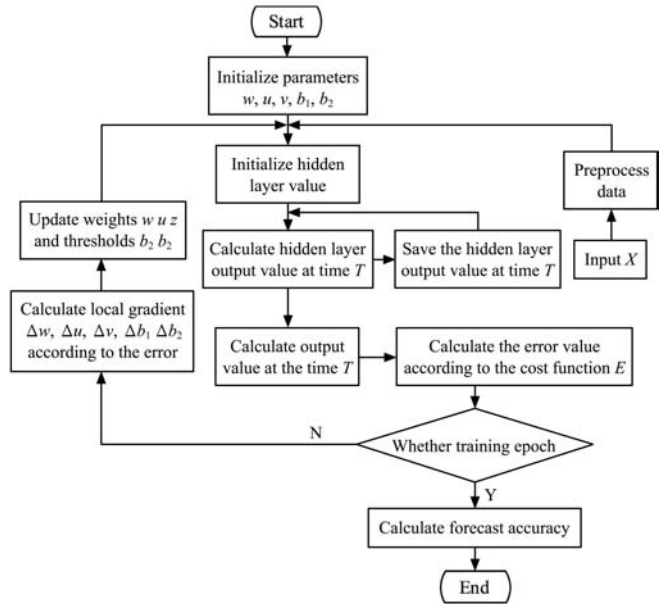 Start
Initialize parameters
w, u, v, b₁, b₂
Initialize hidden
layer value
Preprocess
data
Input X
Update weights w u z
and thresholds b₂ b₂
Calculate hidden layer
output value at time T
Save the hidden layer
output value at time T
Calculate local gradient
Δw, Δu, Δv, Δb₁ Δb₂
according to the error
Calculate output
value at the time T
Calculate the error value
according to the cost function E
N
Whether training epoch
Y
Calculate forecast accuracy
End